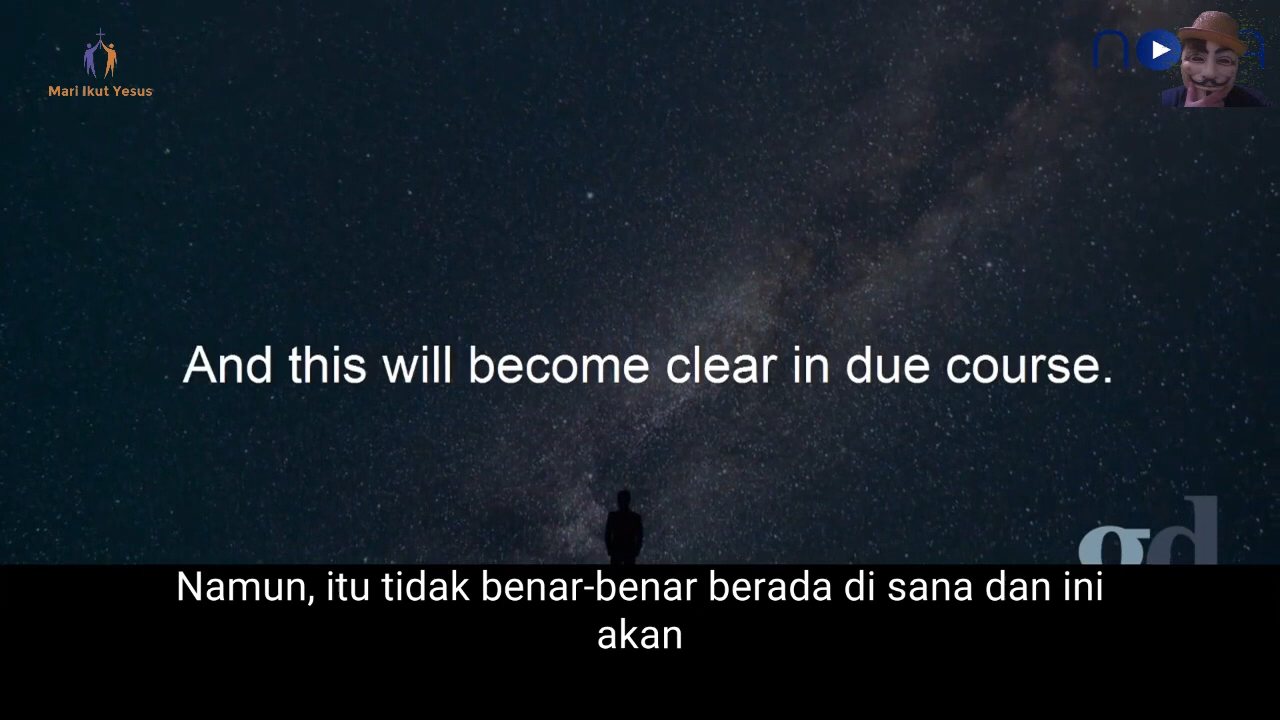 Mari Ikut Yesus
And this will become clear in due course.
gd
Namun, itu tidak benar-benar berada di sana dan ini
akan